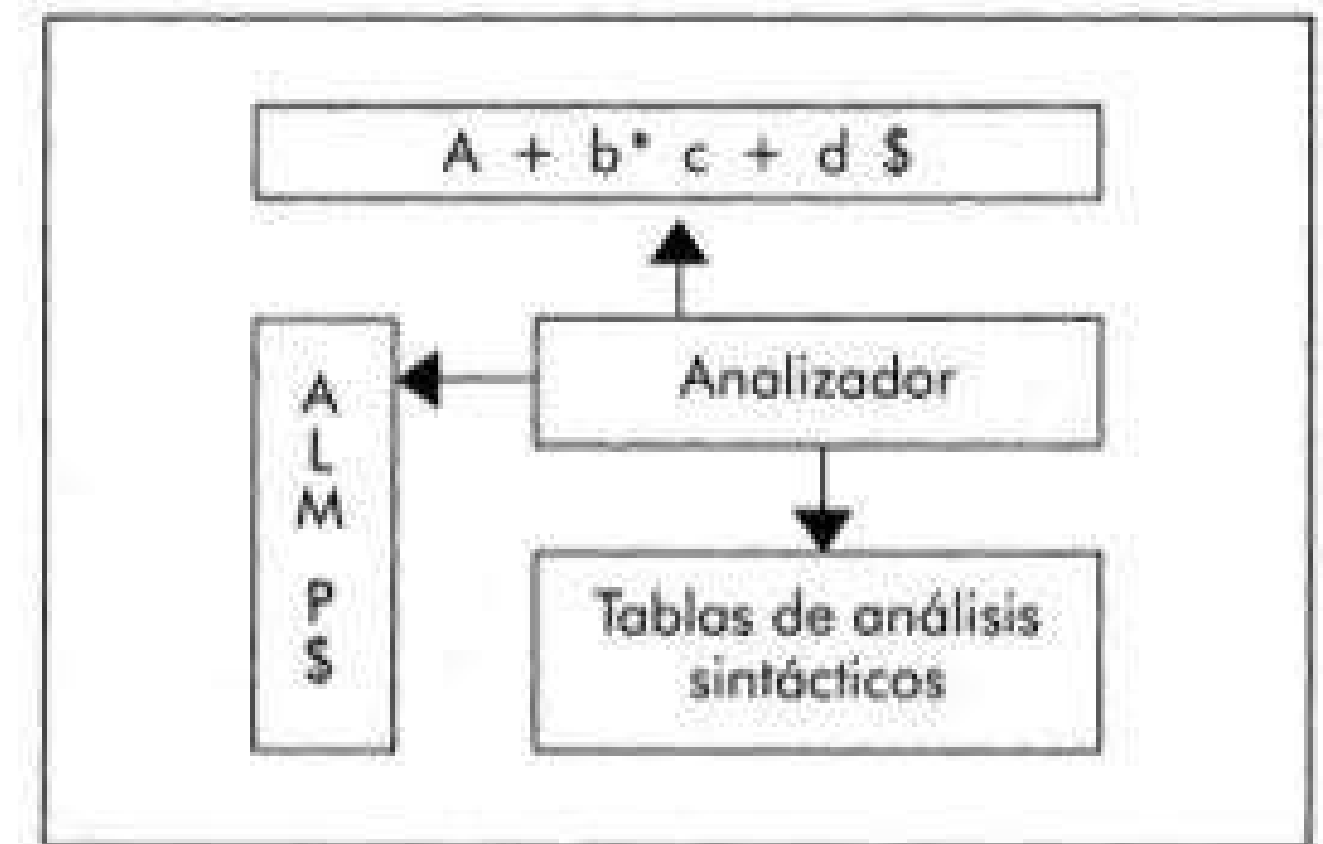 A + b* c + d $
Analizador
A
L
M
P
$
Tablas de análisis
sintácticos